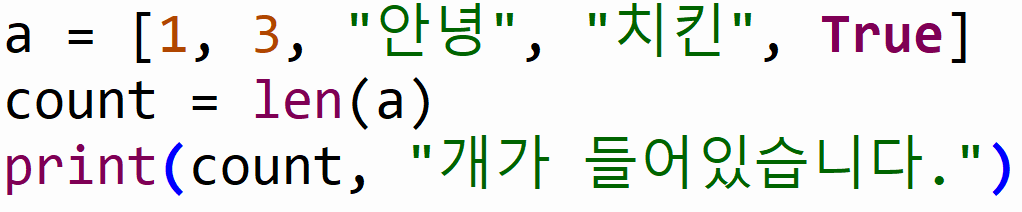 a = [1, 3, "안녕", "치킨", True]
count = len(a)
print(count, "개가 들어있습니다.")